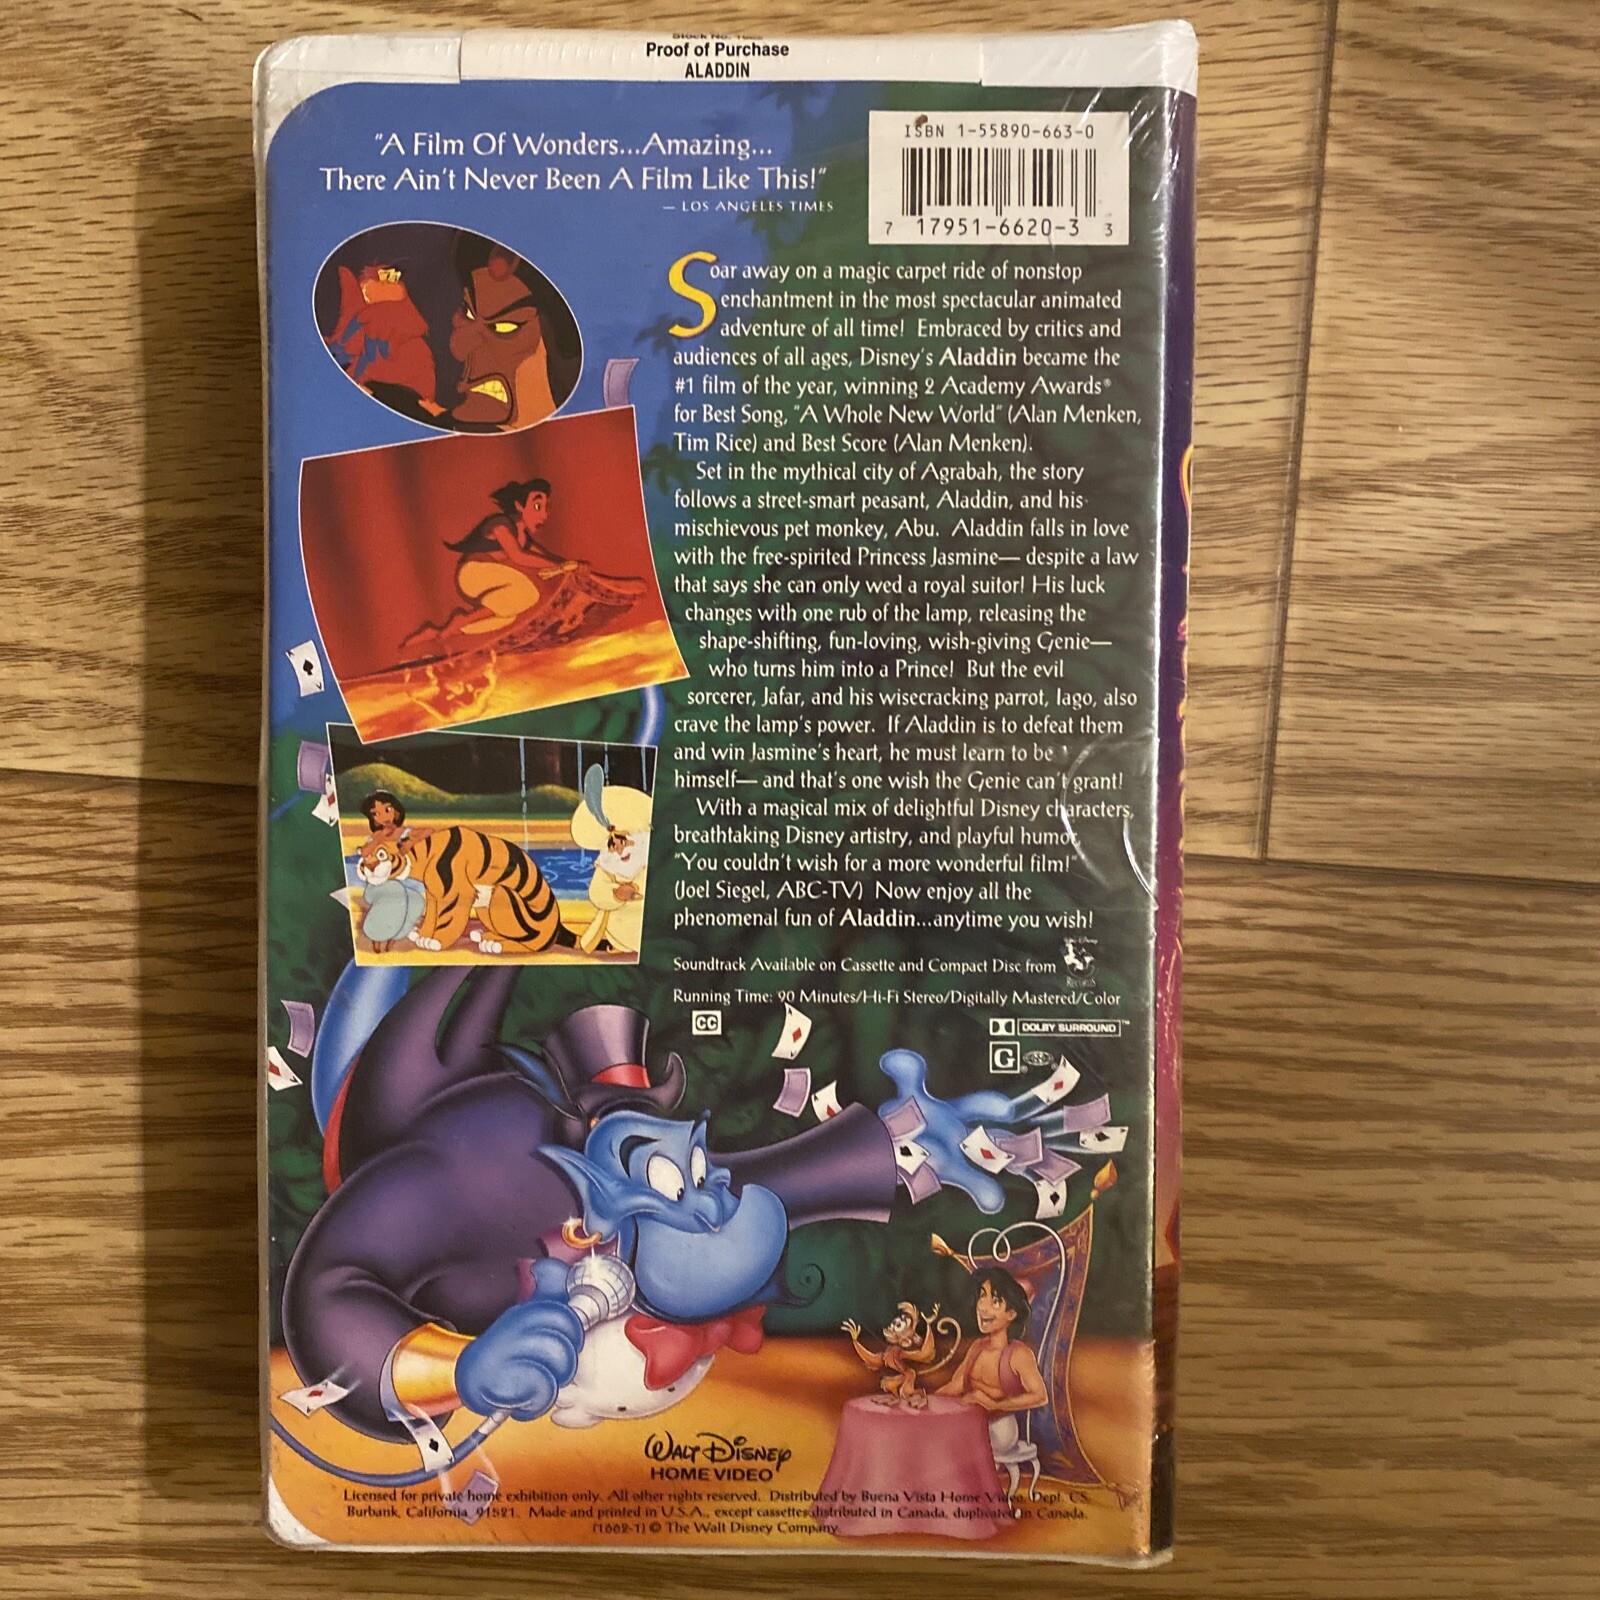 Proof of Purchase
ALADDIN
"A Film Of Wonders...Amazing...
There Ain't Never Been A Film Like This!"
— LOS ANGELES TIMES
ISBN 1-55890-663-0
7 17951-6620-3 3
Soar away on a magic carpet ride of nonstop
enchantment in the most spectacular animated
adventure of all time! Embraced by critics and
audiences of all ages, Disney's Aladdin became the
#1 film of the year, winning 2 Academy Awards®
for Best Song, "A Whole New World" (Alan Menken,
Tim Rice) and Best Score (Alan Menken).
Set in the mythical city of Agrabah, the story
follows a street-smart peasant, Aladdin, and his
mischievous pet monkey, Abu. Aladdin falls in love
with the free-spirited Princess Jasmine— despite a law
that says she can only wed a royal suitor! His luck
changes with one rub of the lamp, releasing the
shape-shifting, fun-loving, wish-giving Genie—
who turns him into a Prince! But the evil
sorcerer, Jafar, and his wisecracking parrot, Iago, also
crave the lamp's power. If Aladdin is to defeat them
and win Jasmine's heart, he must learn to be
himself— and that's one wish the Genie can't grant!
With a magical mix of delightful Disney characters,
breathtaking Disney artistry, and playful humor,
"You couldn't wish for a more wonderful film!"
(Joel Siegel, ABC-TV) Now enjoy all the
phenomenal fun of Aladdin...anytime you wish!
Soundtrack Available on Cassette and Compact Disc from Walt Disney Records
Running Time: 90 Minutes/Hi-Fi Stereo/Digitally Mastered/Color
CC
DOLBY SURROUND™
G
WALT DISNEY
HOME VIDEO
Licensed for private home exhibition only. All other rights reserved. Distributed by Buena Vista Home Video, Dept. CS,
Burbank, California 91521. Made and printed in U.S.A., except cassettes distributed in Canada, duplicated in Canada.
(1662-1) © The Walt Disney Company